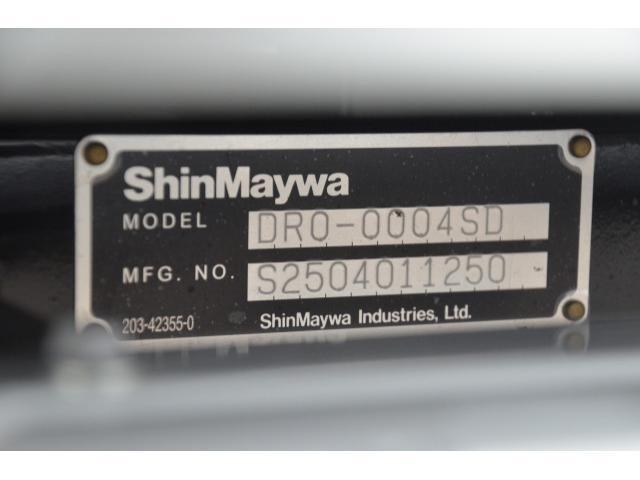 ShinMaywa
MODEL DR0-0004SD
MFG. NO. S2504011250
203-42355-0 ShinMaywa Industries, Ltd.